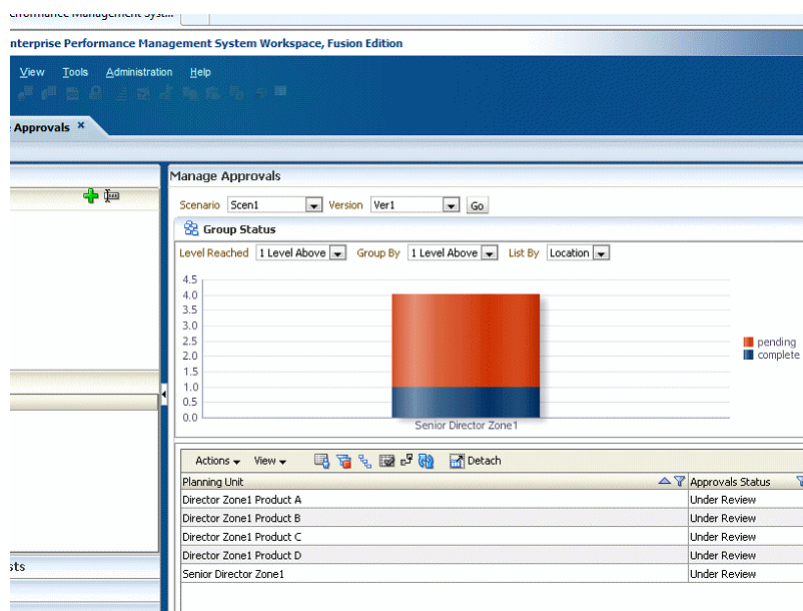 erformance Management Syst...
nterprise Performance Management System Workspace, Fusion Edition
View Tools Administration Help
Approvals ×
Manage Approvals
Scenario Scen1 Version Ver1 Go
Group Status
Level Reached 1 Level Above Group By 1 Level Above List By Location
4.5
4.0
3.5
3.0
2.5
2.0
1.5
1.0
0.5
0.0
pending
complete
Senior Director Zone1
Actions View Detach
Planning Unit Approvals Status
Director Zone1 Product A Under Review
Director Zone1 Product B Under Review
Director Zone1 Product C Under Review
Director Zone1 Product D Under Review
Senior Director Zone1 Under Review
sts